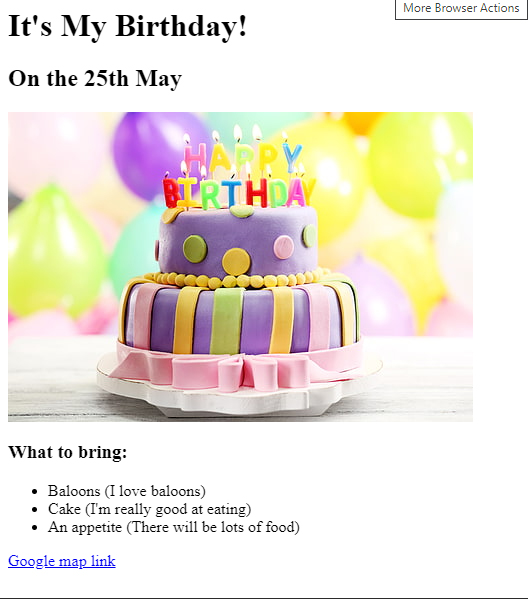 More Browser Actions
It's My Birthday!
On the 25th May
HAPPY
BIRTHDAY
What to bring:
Baloons (I love baloons)
Cake (I'm really good at eating)
An appetite (There will be lots of food)
Google map link